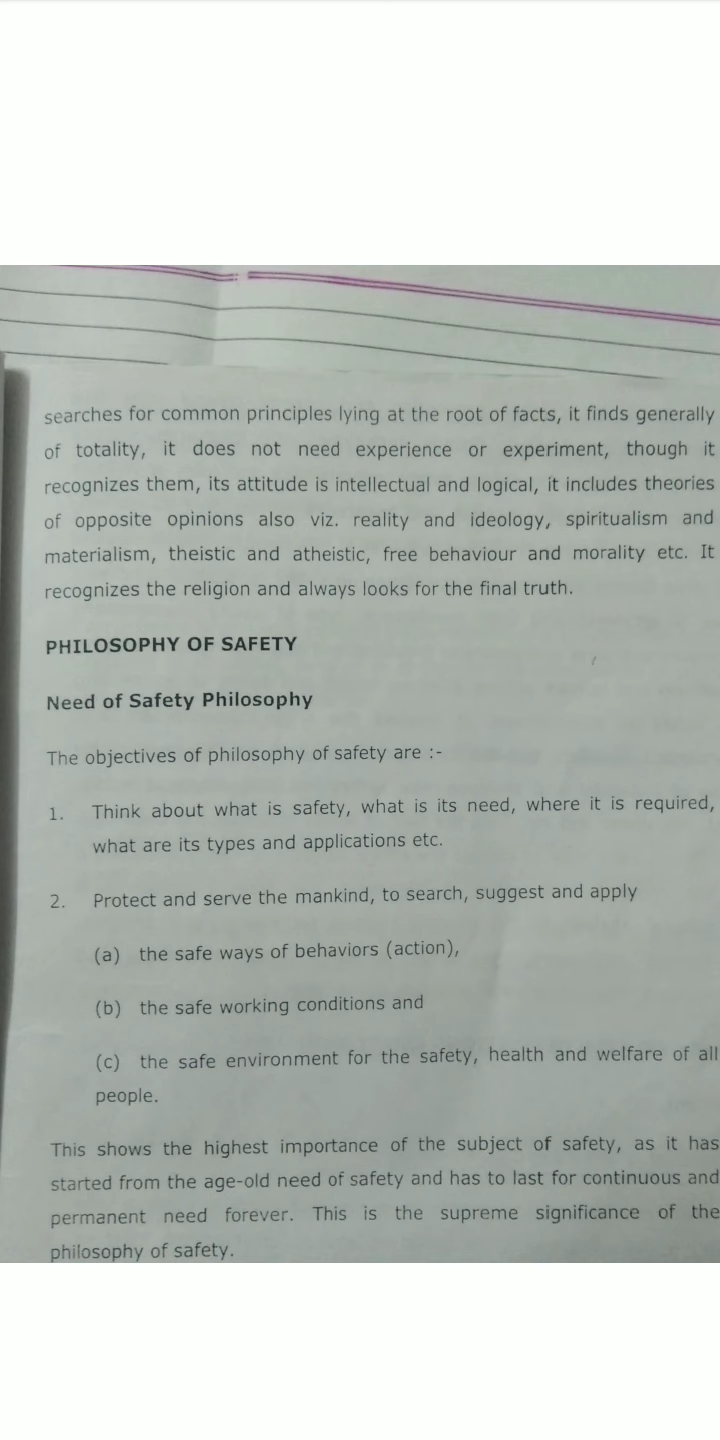 searches for common principles lying at the root of facts, it finds generally
of totality, it does not need experience or experiment, though it
recognizes them, its attitude is intellectual and logical, it includes theories
of opposite opinions also viz. reality and ideology, spiritualism and
materialism, theistic and atheistic, free behaviour and morality etc. It
recognizes the religion and always looks for the final truth.
PHILOSOPHY OF SAFETY
Need of Safety Philosophy
The objectives of philosophy of safety are :-
1. Think about what is safety, what is its need, where it is required,
what are its types and applications etc.
2. Protect and serve the mankind, to search, suggest and apply
(a) the safe ways of behaviors (action),
(b) the safe working conditions and
(c) the safe environment for the safety, health and welfare of all
people.
This shows the highest importance of the subject of safety, as it has
started from the age-old need of safety and has to last for continuous and
permanent need forever. This is the supreme significance of the
philosophy of safety.